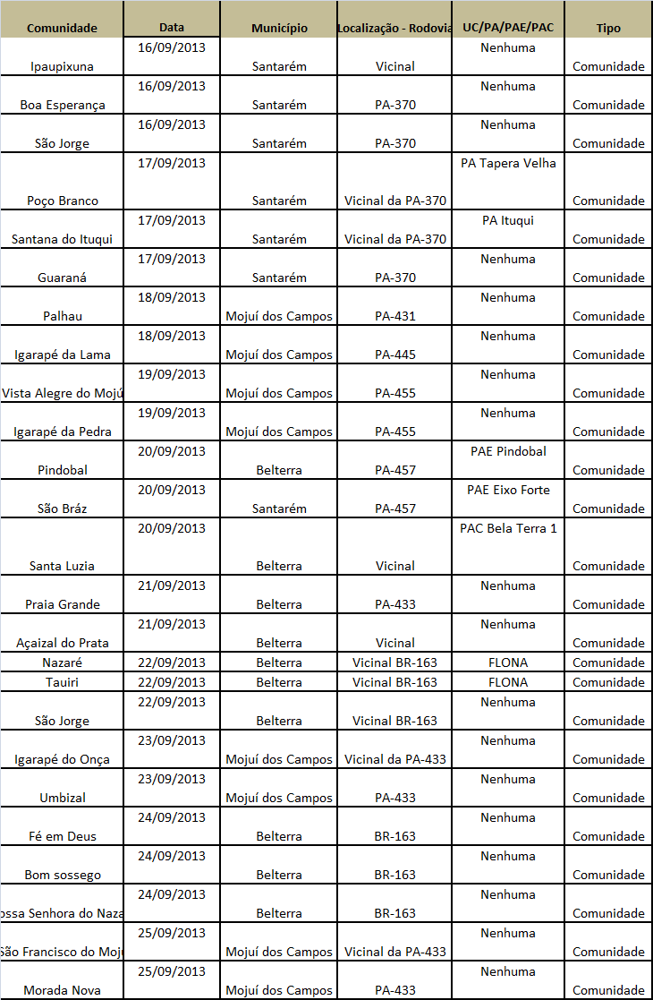 Comunidade Data Município Localização - Rodovia UC/PA/PAE/PAC Tipo
Ipaupixuna 16/09/2013 Santarém Vicinal Nenhuma Comunidade
Boa Esperança 16/09/2013 Santarém PA-370 Nenhuma Comunidade
São Jorge 16/09/2013 Santarém PA-370 Nenhuma Comunidade
Poço Branco 17/09/2013 Santarém Vicinal da PA-370 PA Tapera Velha Comunidade
Santana do Ituqui 17/09/2013 Santarém Vicinal da PA-370 PA Ituqui Comunidade
Guaraná 17/09/2013 Santarém PA-370 Nenhuma Comunidade
Palhau 18/09/2013 Mojuí dos Campos PA-431 Nenhuma Comunidade
Igarapé da Lama 18/09/2013 Mojuí dos Campos PA-445 Nenhuma Comunidade
Vista Alegre do Mojú 19/09/2013 Mojuí dos Campos PA-455 Nenhuma Comunidade
Igarapé da Pedra 19/09/2013 Mojuí dos Campos PA-455 Nenhuma Comunidade
Pindobal 20/09/2013 Belterra PA-457 PAE Pindobal Comunidade
São Bráz 20/09/2013 Santarém PA-457 PAE Eixo Forte Comunidade
Santa Luzia 20/09/2013 Belterra Vicinal PAC Bela Terra 1 Comunidade
Praia Grande 21/09/2013 Belterra PA-433 Nenhuma Comunidade
Açaizal do Prata 21/09/2013 Belterra Vicinal Nenhuma Comunidade
Nazaré 22/09/2013 Belterra Vicinal BR-163 FLONA Comunidade
Tauiri 22/09/2013 Belterra Vicinal BR-163 FLONA Comunidade
São Jorge 22/09/2013 Belterra Vicinal BR-163 Nenhuma Comunidade
Igarapé do Onça 23/09/2013 Mojuí dos Campos Vicinal da PA-433 Nenhuma Comunidade
Umbizal 23/09/2013 Mojuí dos Campos PA-433 Nenhuma Comunidade
Fé em Deus 24/09/2013 Belterra BR-163 Nenhuma Comunidade
Bom sossego 24/09/2013 Belterra BR-163 Nenhuma Comunidade
ossa Senhora do Naza 24/09/2013 Belterra BR-163 Nenhuma Comunidade
São Francisco do Moju 25/09/2013 Mojuí dos Campos Vicinal da PA-433 Nenhuma Comunidade
Morada Nova 25/09/2013 Mojuí dos Campos PA-433 Nenhuma Comunidade